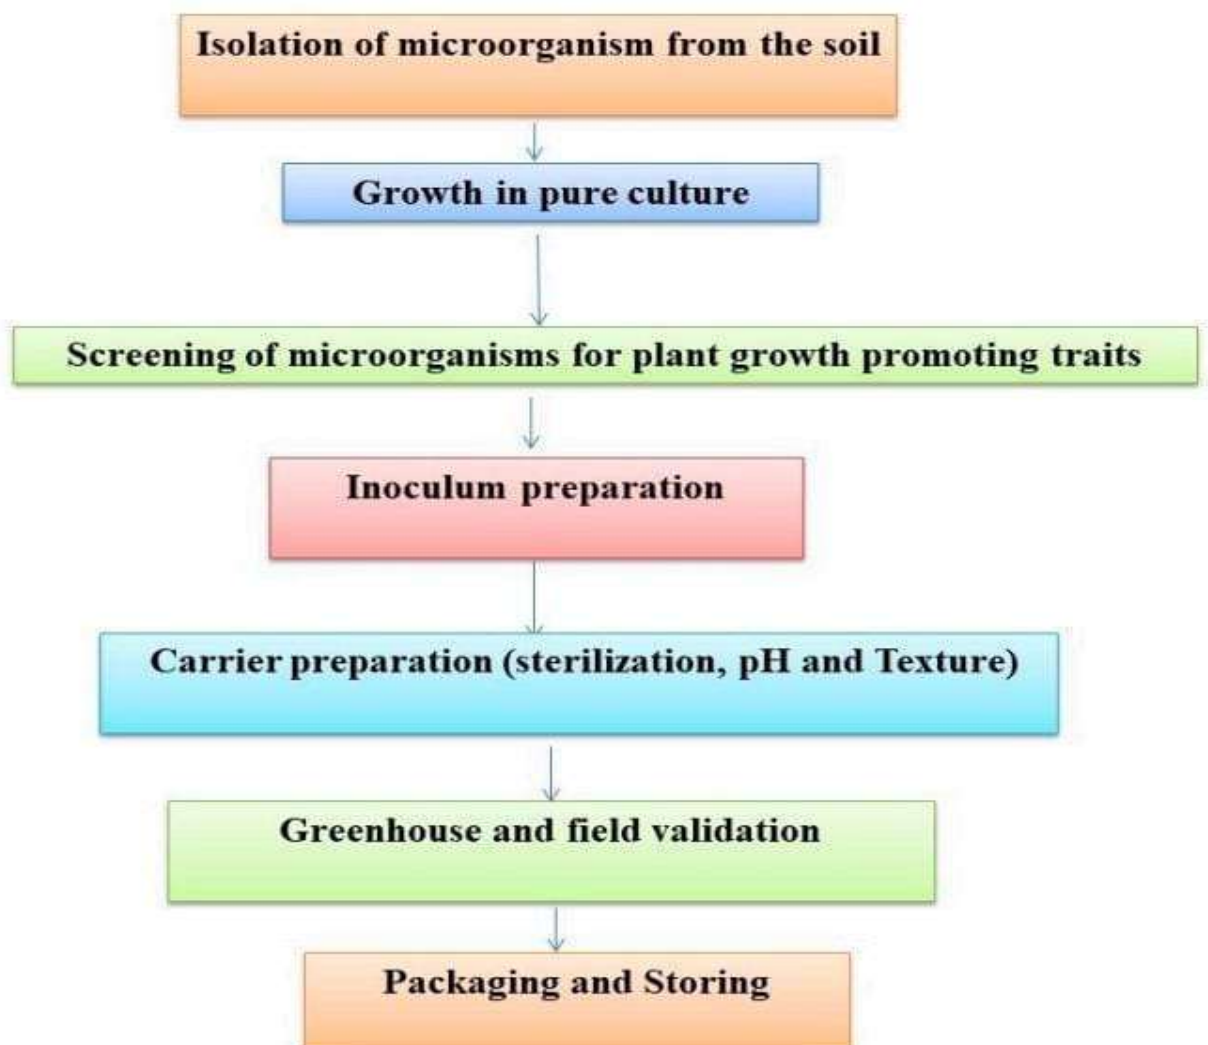 Isolation of microorganism from the soil
Growth in pure culture
Screening of microorganisms for plant growth promoting traits
Inoculum preparation
Carrier preparation (sterilization, pH and Texture)
Greenhouse and field validation
Packaging and Storing